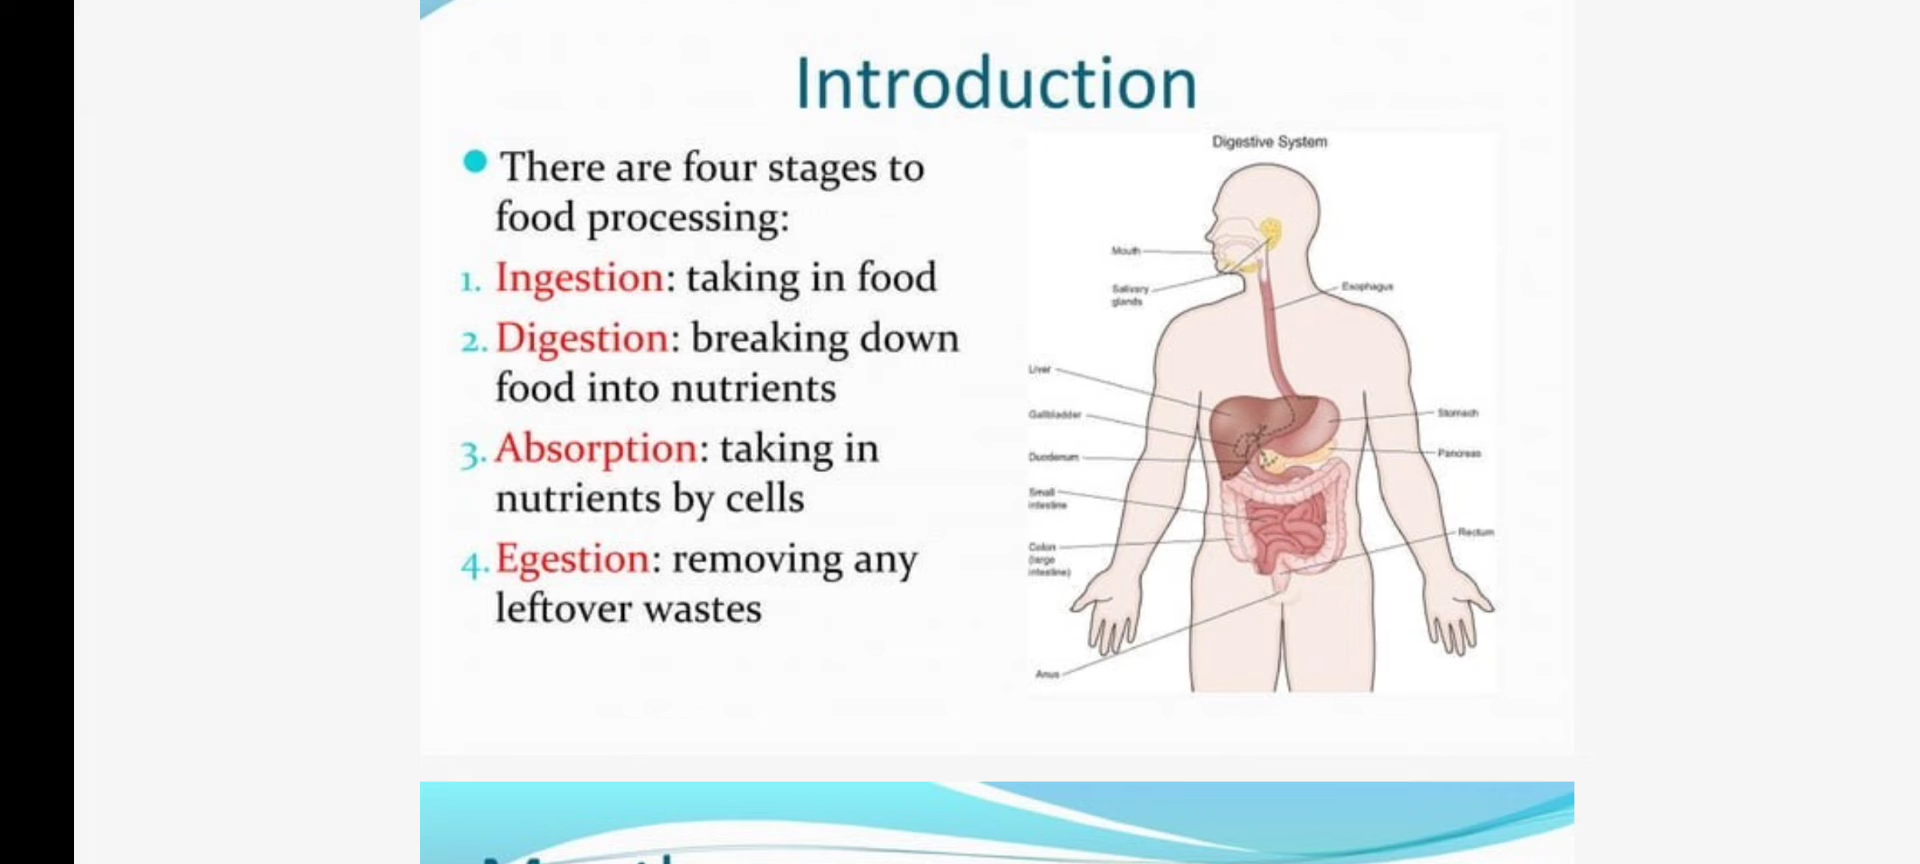 Introduction
There are four stages to
food processing:
1. Ingestion: taking in food
2. Digestion: breaking down
food into nutrients
3. Absorption: taking in
nutrients by cells
4. Egestion: removing any
leftover wastes
Digestive System
Mouth
Salivary
glands
Esophagus
Liver
Gallbladder
Duodenum
Small
intestine
Colon
(large
intestine)
Anus
Stomach
Pancreas
Rectum